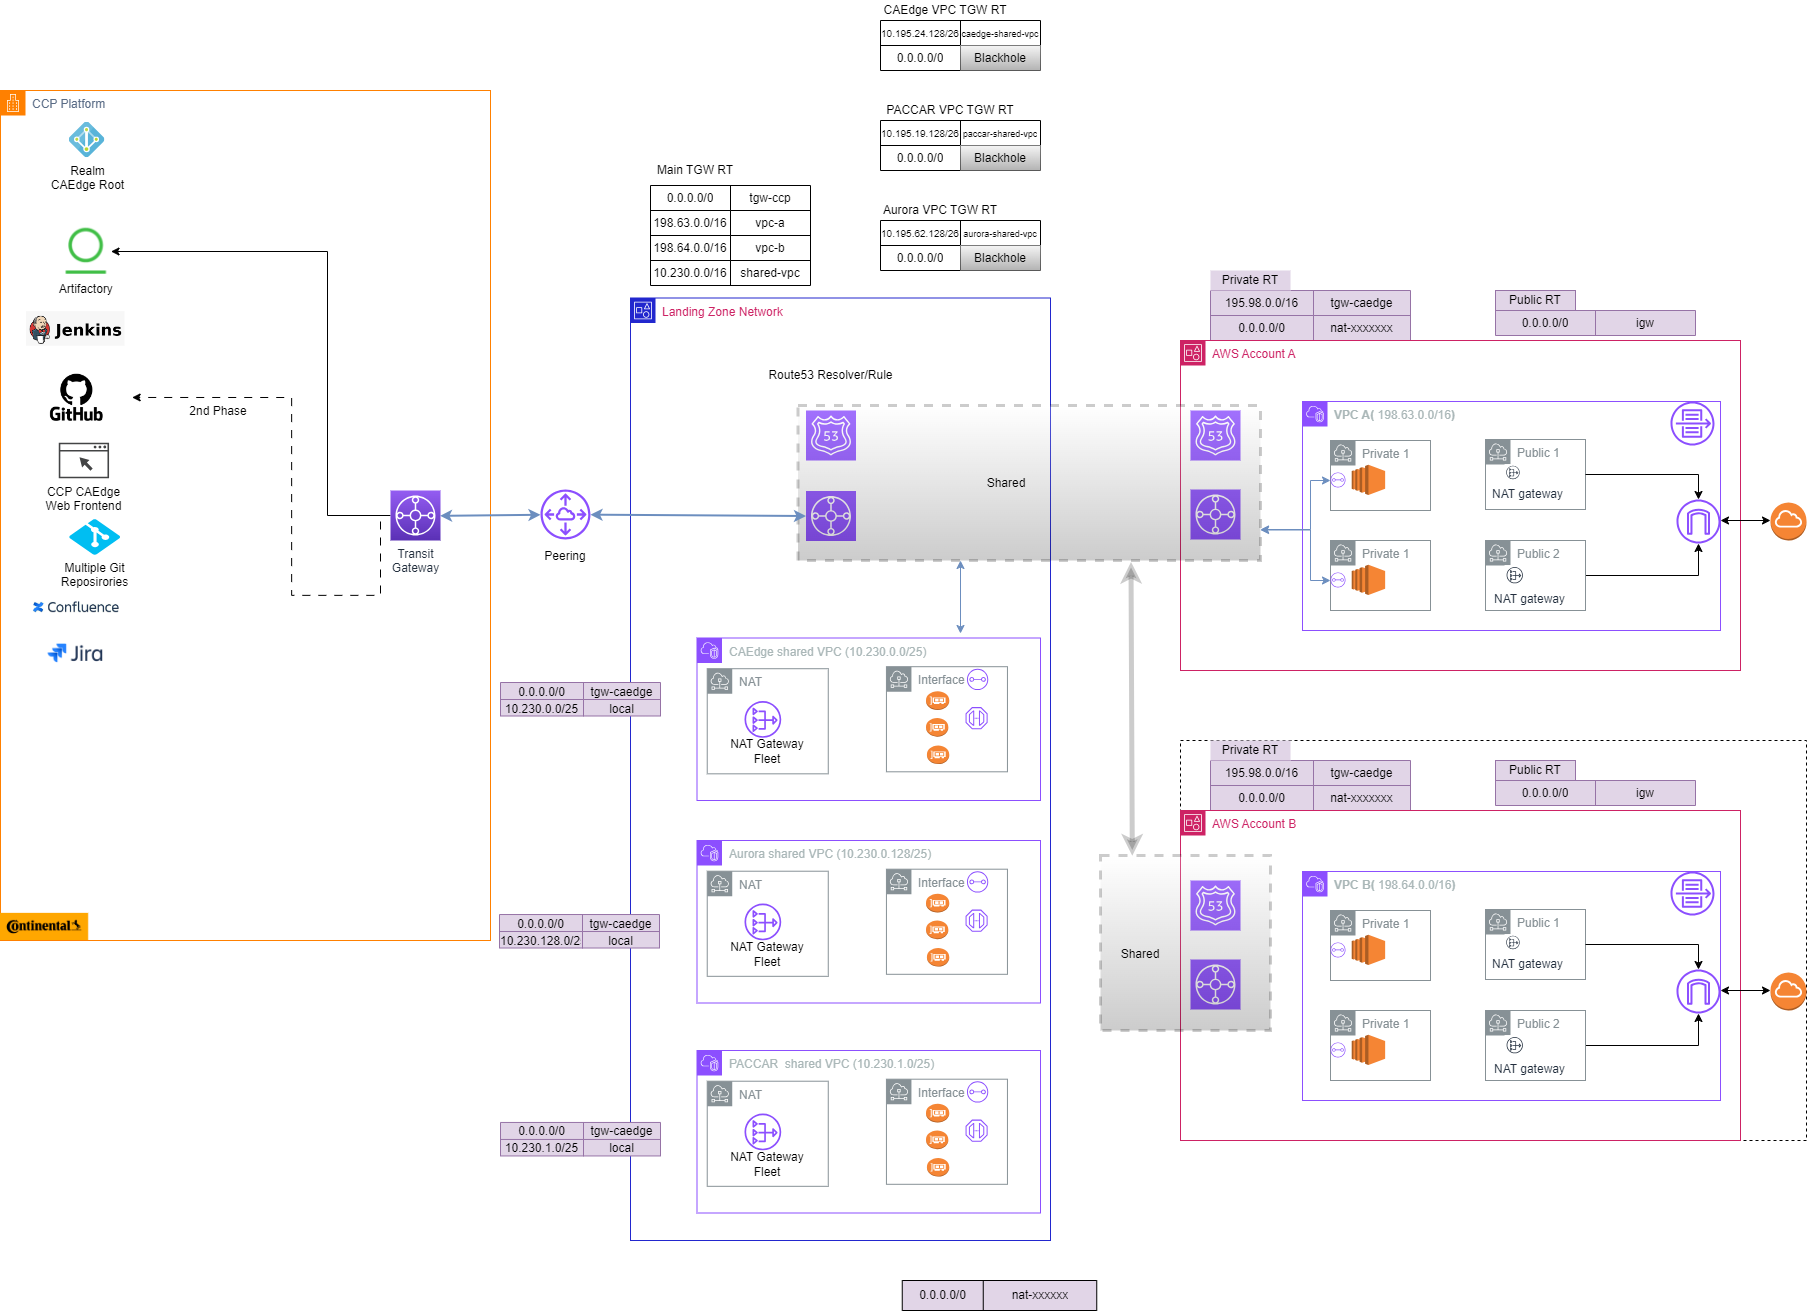 CAEdge VPC TGW RT
10.195.24.128/26 caedge-shared-vpc
0.0.0.0/0 Blackhole
PACCAR VPC TGW RT
10.195.19.128/26 paccar-shared-vpc
0.0.0.0/0 Blackhole
Aurora VPC TGW RT
10.195.62.128/26 aurora-shared-vpc
0.0.0.0/0 Blackhole
Main TGW RT
0.0.0.0/0 tgw-ccp
198.63.0.0/16 vpc-a
198.64.0.0/16 vpc-b
10.230.0.0/16 shared-vpc
CCP Platform
Realm
CAEdge Root
Artifactory
Jenkins
GitHub
2nd Phase
CCP CAEdge
Web Frontend
Multiple Git
Reposirories
Confluence
Jira
Continental
Transit
Gateway
Peering
Landing Zone Network
Route53 Resolver/Rule
53
53
Shared
CAEdge shared VPC (10.230.0.0/25)
NAT
NAT Gateway
Fleet
Interface
0.0.0.0/0 tgw-caedge
10.230.0.0/25 local
Aurora shared VPC (10.230.0.128/25)
NAT
NAT Gateway
Fleet
Interface
0.0.0.0/0 tgw-caedge
10.230.128.0/2 local
PACCAR  shared VPC (10.230.1.0/25)
NAT
NAT Gateway
Fleet
Interface
0.0.0.0/0 tgw-caedge
10.230.1.0/25 local
Private RT
195.98.0.0/16 tgw-caedge
0.0.0.0/0 nat-xxxxxxx
Public RT
0.0.0.0/0 igw
AWS Account A
VPC A( 198.63.0.0/16)
Private 1
Public 1
NAT gateway
Private 1
Public 2
NAT gateway
Private RT
195.98.0.0/16 tgw-caedge
0.0.0.0/0 nat-xxxxxxx
Public RT
0.0.0.0/0 igw
AWS Account B
Shared
53
VPC B( 198.64.0.0/16)
Private 1
Public 1
NAT gateway
Private 1
Public 2
NAT gateway
0.0.0.0/0 nat-xxxxxx